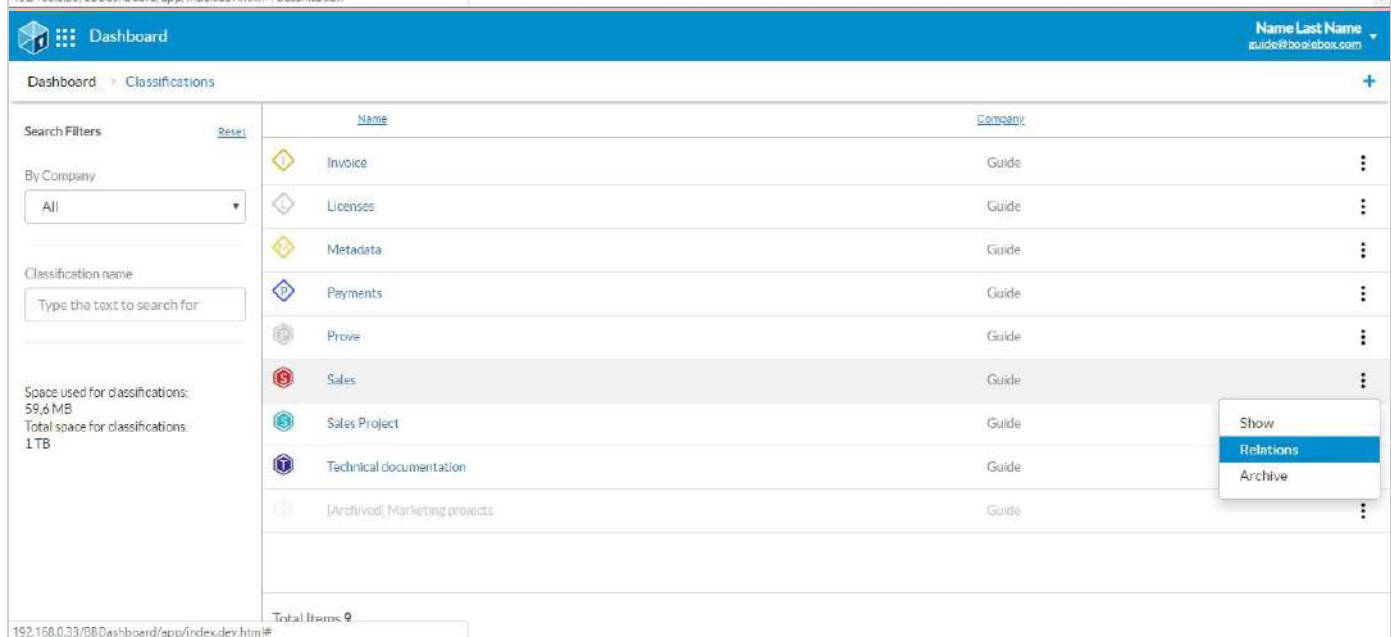 Dashboard
Name Last Name
guide@boolebox.com
Dashboard > Classifications
+
Search Filters
Reset
By Company
All
Classification name
Type the text to search for
Space used for classifications:
59,6 MB
Total space for classifications:
1 TB
Name Company
I Invoice Guide
L Licenses Guide
M Metadata Guide
P Payments Guide
P Prove Guide
S Sales Guide
S Sales Project Guide
T Technical documentation Guide
[Archived] Marketing projects Guide
Show
Relations
Archive
Total Items 9
192.168.0.33/BBDashboard/app/index.dev.html#